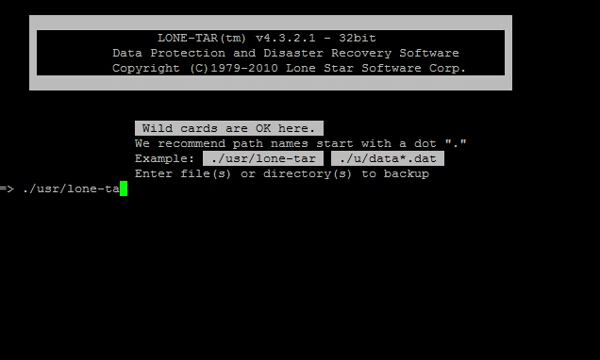 LONE-TAR(tm) v4.3.2.1 - 32bit
Data Protection and Disaster Recovery Software
Copyright (C)1979-2010 Lone Star Software Corp.
Wild cards are OK here.
We recommend path names start with a dot "."
Example: ./usr/lone-tar ./u/data*.dat
Enter file(s) or directory(s) to backup
=> ./usr/lone-ta